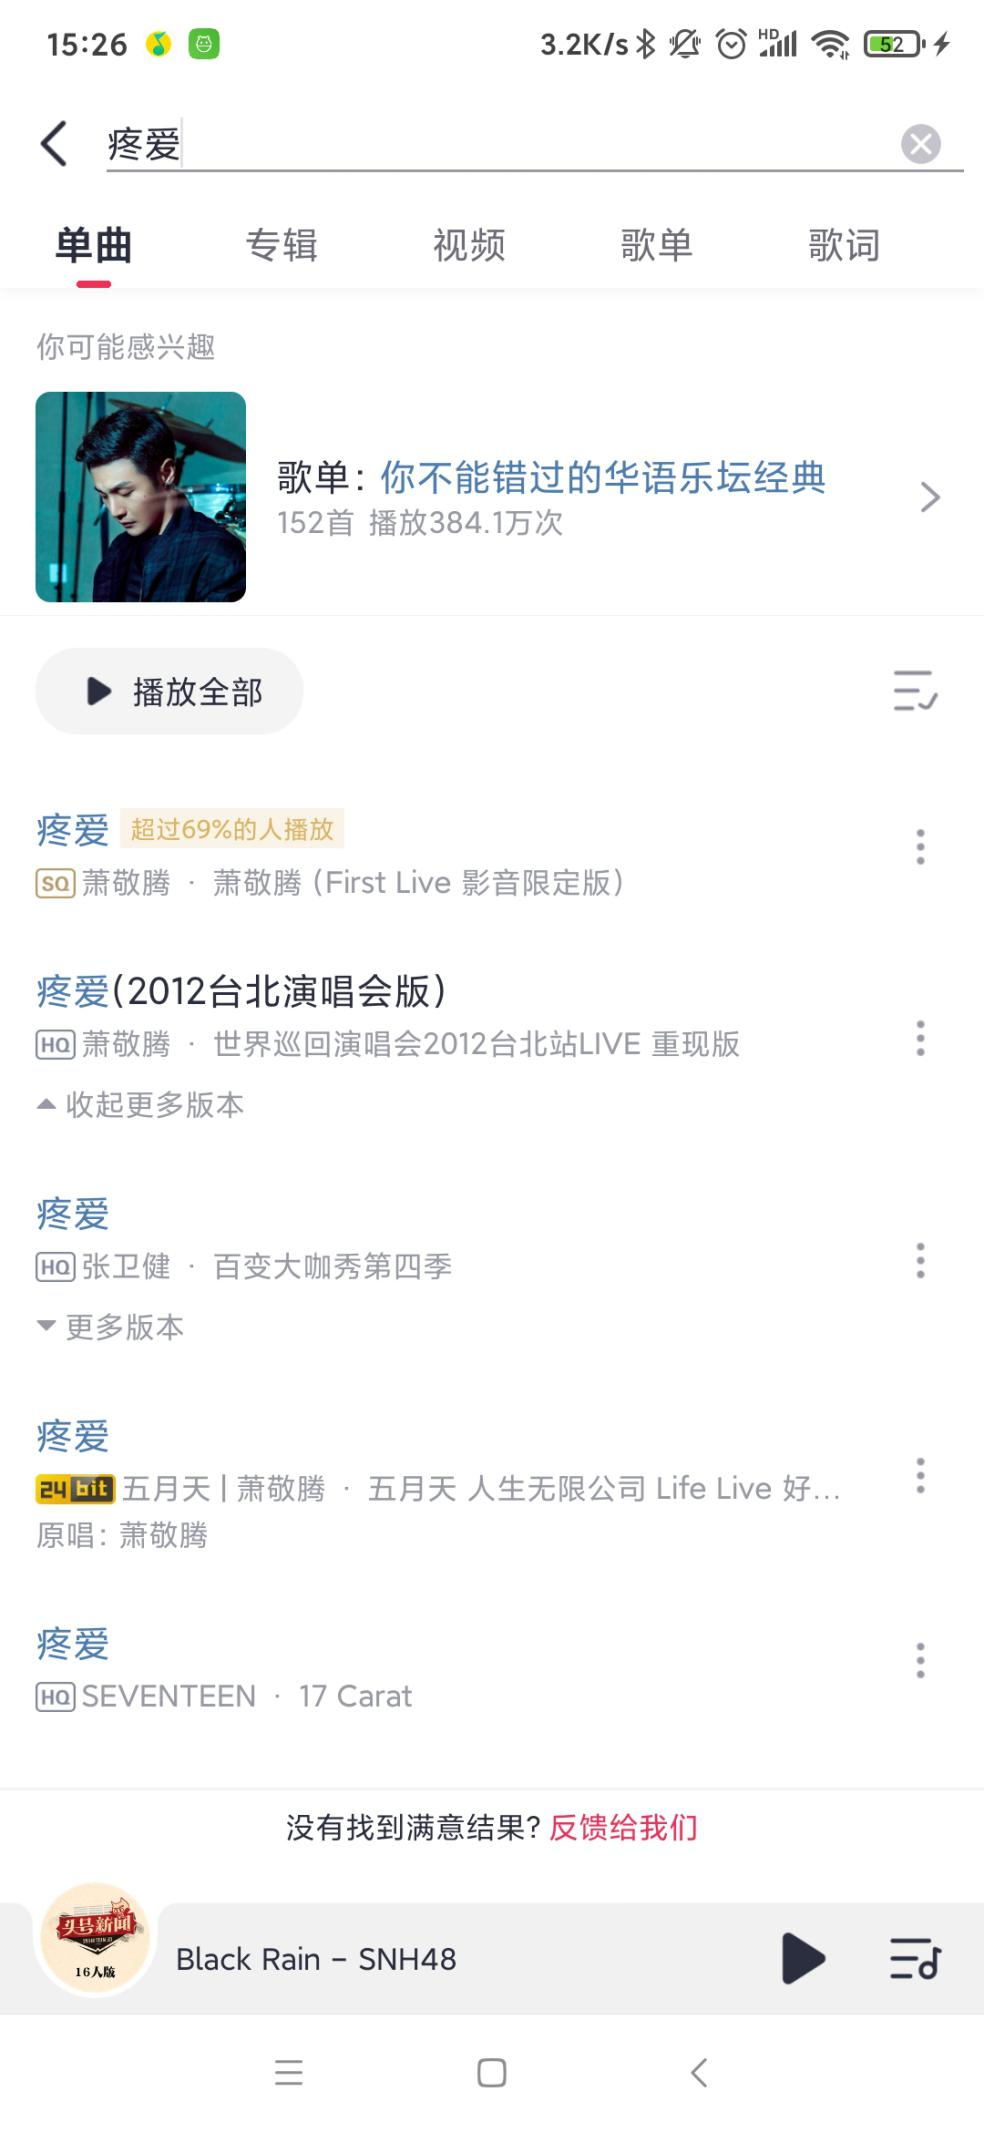 15:26 3.2K/s HD 52
疼爱
单曲 专辑 视频 歌单 歌词
你可能感兴趣
歌单：你不能错过的华语乐坛经典
152首 播放384.1万次
播放全部
疼爱 超过69%的人播放
SQ 萧敬腾 · 萧敬腾 (First Live 影音限定版)
疼爱(2012台北演唱会版)
HQ 萧敬腾 · 世界巡回演唱会2012台北站LIVE 重现版
收起更多版本
疼爱
HQ 张卫健 · 百变大咖秀第四季
更多版本
疼爱
24 bit 五月天 | 萧敬腾 · 五月天 人生无限公司 Life Live 好...
原唱：萧敬腾
疼爱
HQ SEVENTEEN · 17 Carat
没有找到满意结果？反馈给我们
头号新闻
16人版
Black Rain – SNH48